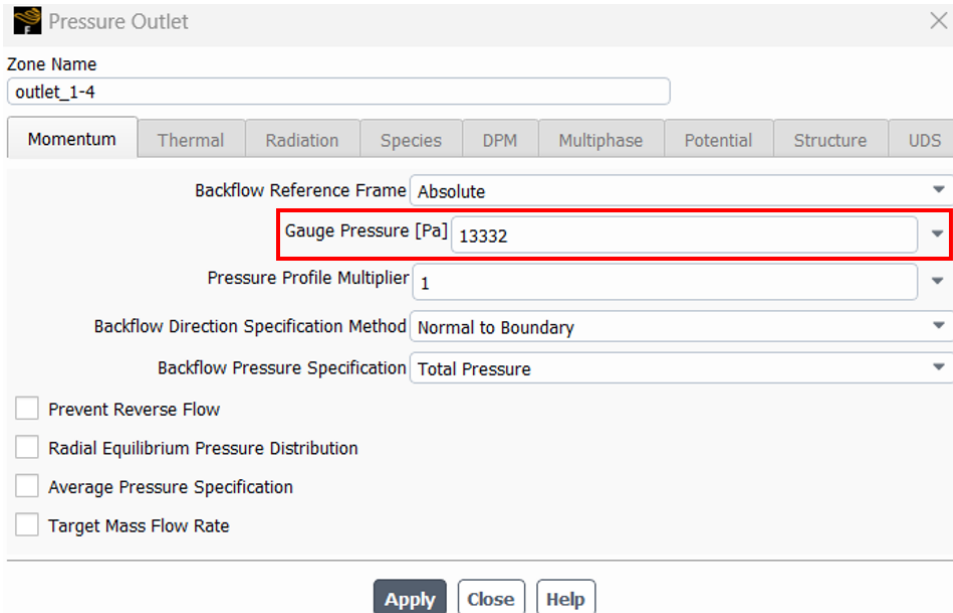 Pressure Outlet
Zone Name
outlet_1-4
Momentum Thermal Radiation Species DPM Multiphase Potential Structure UDS
Backflow Reference Frame Absolute
Gauge Pressure [Pa] 13332
Pressure Profile Multiplier 1
Backflow Direction Specification Method Normal to Boundary
Backflow Pressure Specification Total Pressure
Prevent Reverse Flow
Radial Equilibrium Pressure Distribution
Average Pressure Specification
Target Mass Flow Rate
Apply Close Help